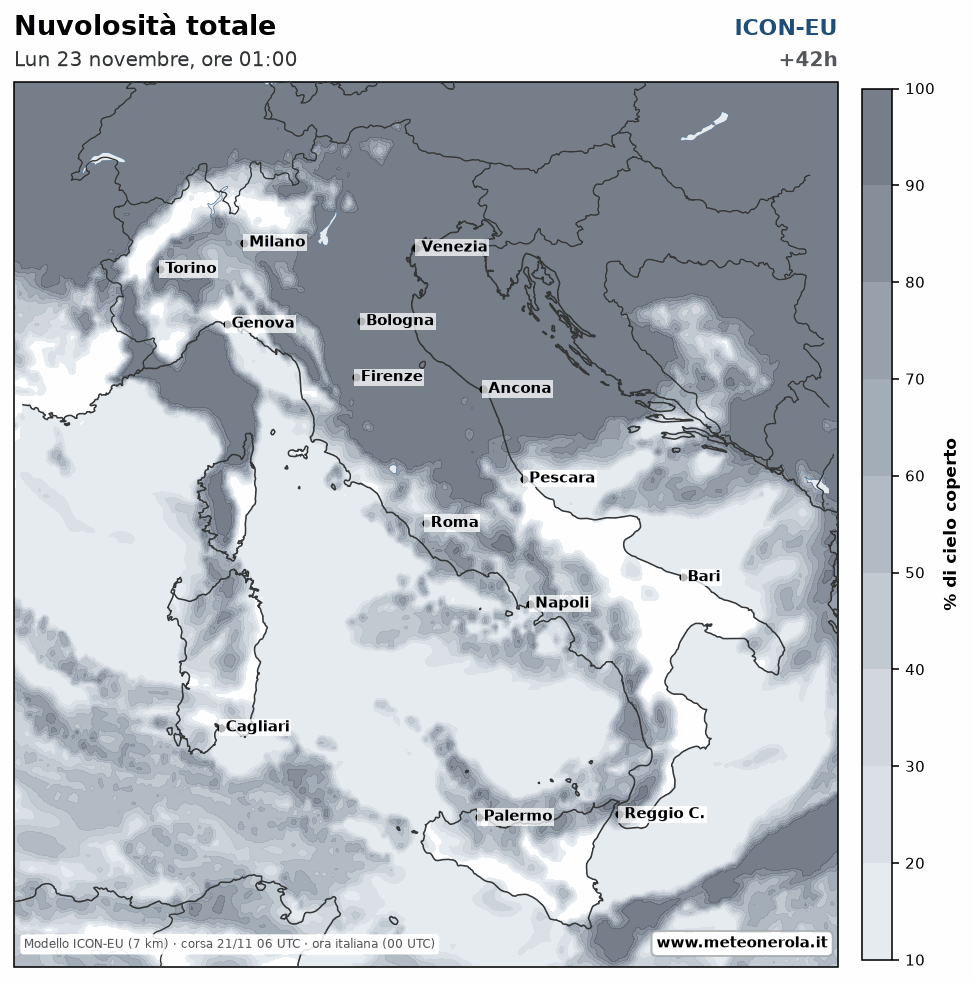 Nuvolosità totale
ICON-EU
Lun 23 novembre, ore 01:00
+42h
100
90
80
70
60
50
40
30
20
10
% di cielo coperto
Milano
Venezia
Torino
Genova
Bologna
Firenze
Ancona
Pescara
Roma
Bari
Napoli
Cagliari
Palermo
Reggio C.
Modello ICON-EU (7 km) · corsa 21/11 06 UTC · ora italiana (00 UTC)
www.meteonerola.it